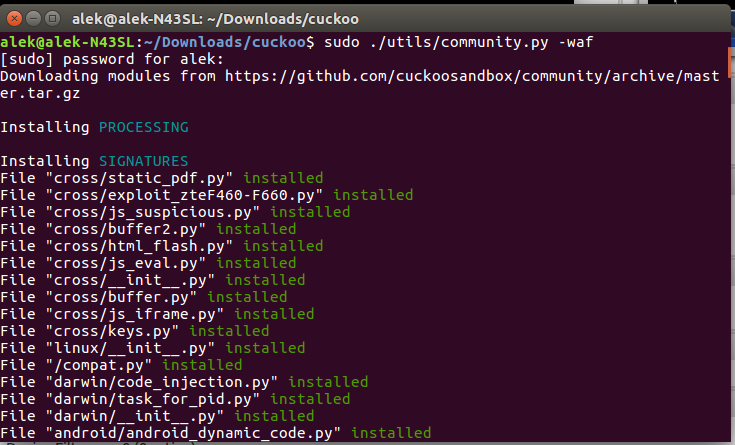 alek@alek-N43SL: ~/Downloads/cuckoo
alek@alek-N43SL:~/Downloads/cuckoo$ sudo ./utils/community.py -waf
[sudo] password for alek:
Downloading modules from https://github.com/cuckoosandbox/community/archive/mast
er.tar.gz
Installing PROCESSING
Installing SIGNATURES
File "cross/static_pdf.py" installed
File "cross/exploit_zteF460-F660.py" installed
File "cross/js_suspicious.py" installed
File "cross/buffer2.py" installed
File "cross/html_flash.py" installed
File "cross/js_eval.py" installed
File "cross/__init__.py" installed
File "cross/buffer.py" installed
File "cross/js_iframe.py" installed
File "cross/keys.py" installed
File "linux/__init__.py" installed
File "/compat.py" installed
File "darwin/code_injection.py" installed
File "darwin/task_for_pid.py" installed
File "darwin/__init__.py" installed
File "android/android_dynamic_code.py" installed